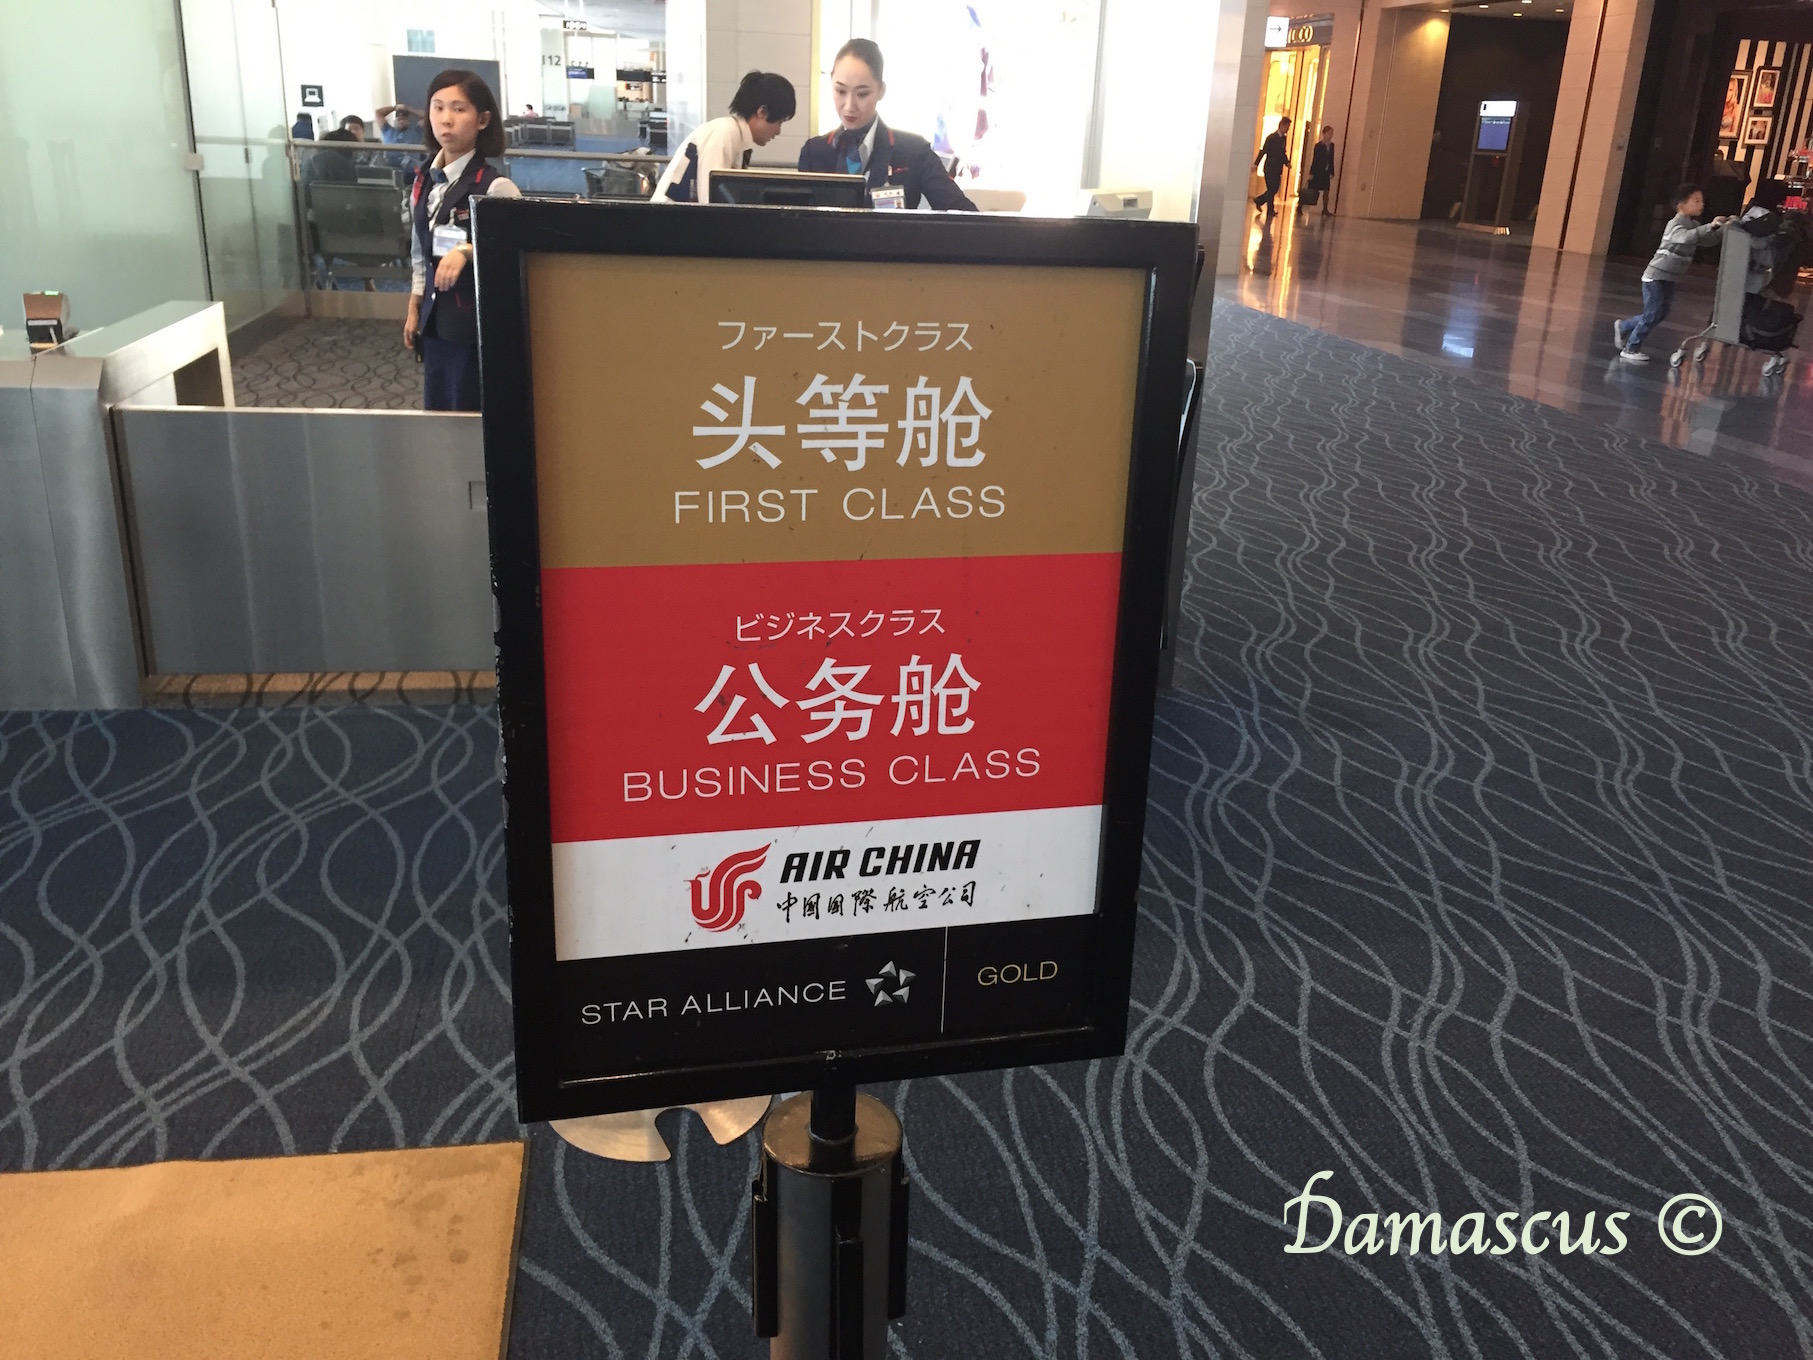 112
ファーストクラス
头等舱
FIRST CLASS
ビジネスクラス
公务舱
BUSINESS CLASS
AIR CHINA
中国国際航空公司
STAR ALLIANCE
GOLD
Damascus ©